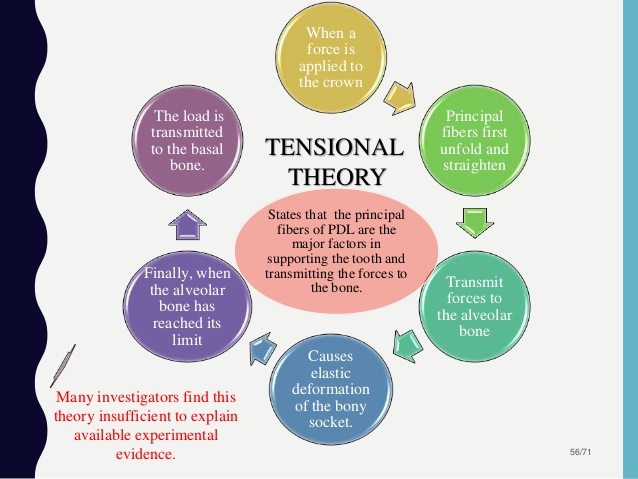 When a
force is
applied to
the crown
Principal
fibers first
unfold and
straighten
Transmit
forces to
the alveolar
bone
Causes
elastic
deformation
of the bony
socket.
Finally, when
the alveolar
bone has
reached its
limit
The load is
transmitted
to the basal
bone.
TENSIONAL
THEORY
States that the principal
fibers of PDL are the
major factors in
supporting the tooth and
transmitting the forces to
the bone.
Many investigators find this
theory insufficient to explain
available experimental
evidence.
56/71